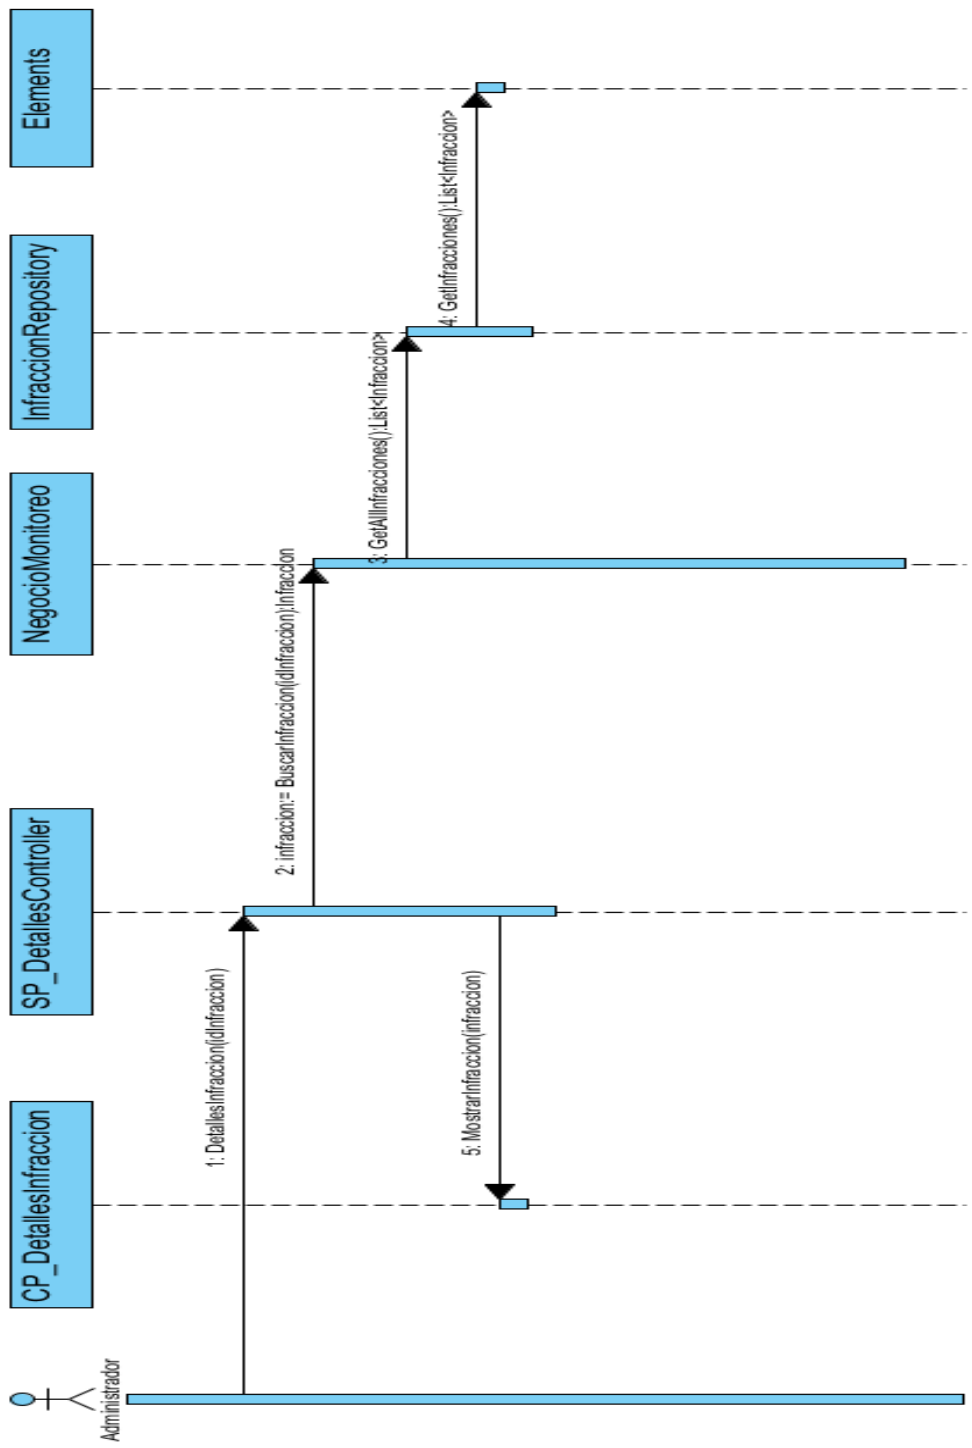 Administrador
CP_DetallesInfraccion
SP_DetallesController
NegocioMonitoreo
InfraccionRepository
Elements
1: DetallesInfraccion(idInfraccion)
2: infraccion:= BuscarInfraccion(idInfraccion):Infraccion
3: GetAllInfracciones():List<Infraccion>
4: GetInfracciones():List<Infraccion>
5: MostrarInfraccion(infraccion)